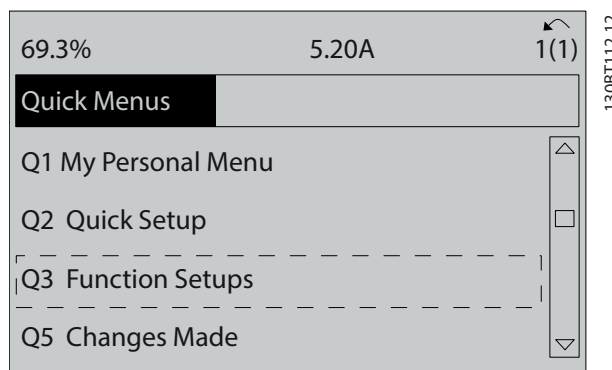 69.3% 5.20A 1(1)
Quick Menus
Q1 My Personal Menu
Q2 Quick Setup
Q3 Function Setups
Q5 Changes Made
130BT112.12